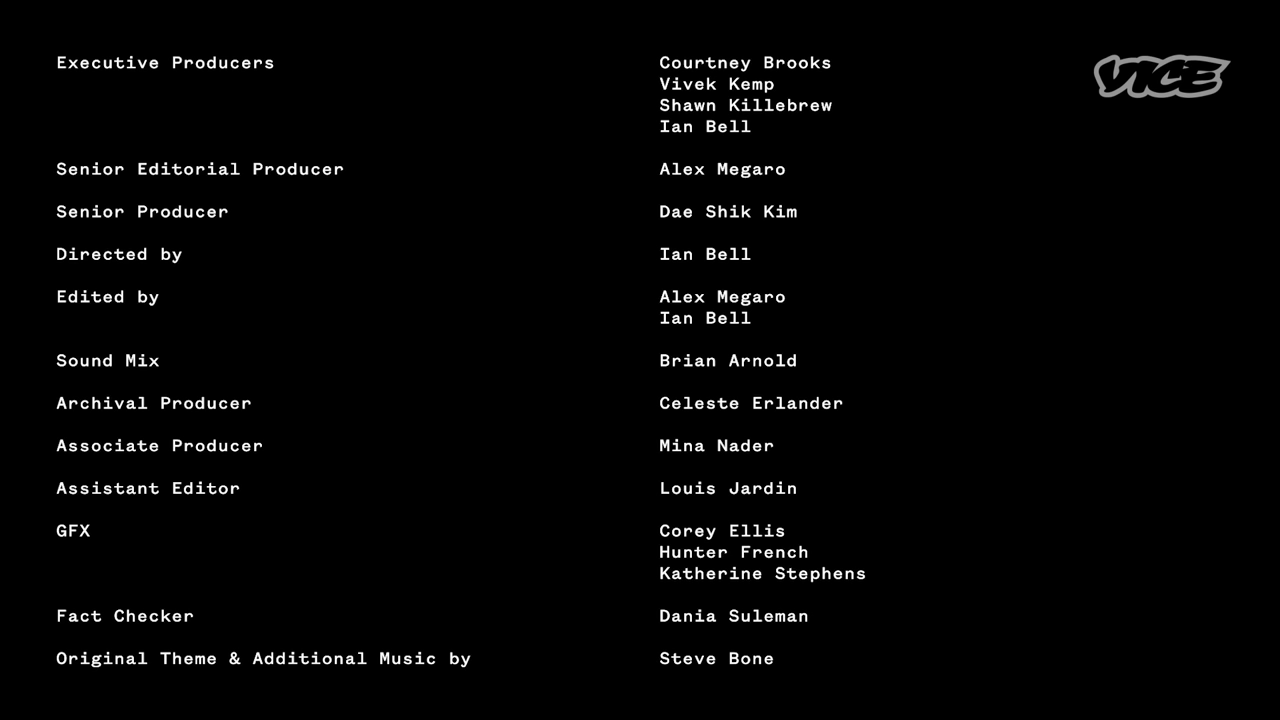 Executive Producers Courtney Brooks
Vivek Kemp
Shawn Killebrew
Ian Bell
Senior Editorial Producer Alex Megaro
Senior Producer Dae Shik Kim
Directed by Ian Bell
Edited by Alex Megaro
Ian Bell
Sound Mix Brian Arnold
Archival Producer Celeste Erlander
Associate Producer Mina Nader
Assistant Editor Louis Jardin
GFX Corey Ellis
Hunter French
Katherine Stephens
Fact Checker Dania Suleman
Original Theme & Additional Music by Steve Bone
VICE